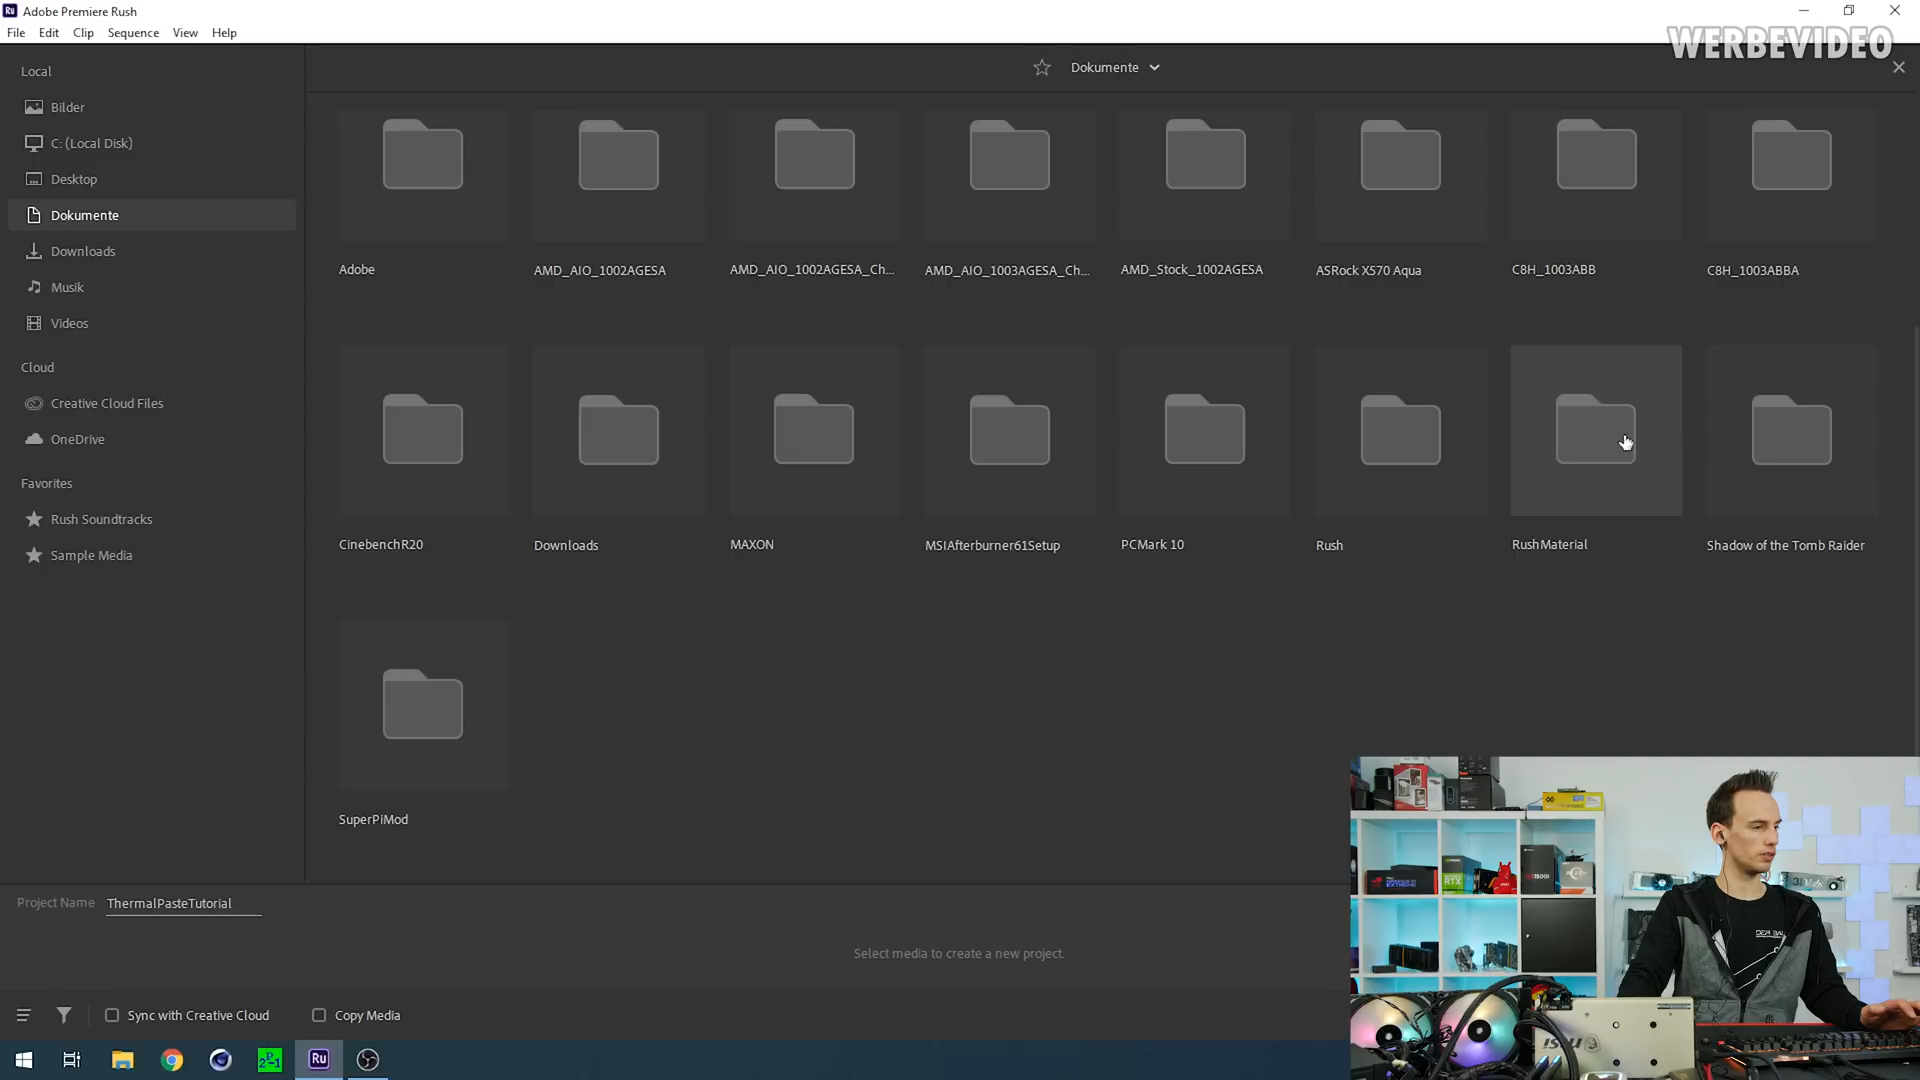 Adobe Premiere Rush
File Edit Clip Sequence View Help
WERBEVIDEO
Local
Bilder
C: (Local Disk)
Desktop
Dokumente
Downloads
Musik
Videos
Cloud
Creative Cloud Files
OneDrive
Favorites
Rush Soundtracks
Sample Media
Dokumente
Adobe AMD_AIO_1002AGESA AMD_AIO_1002AGESA_Ch... AMD_AIO_1003AGESA_Ch... AMD_Stock_1002AGESA ASRock X570 Aqua C8H_1003ABB C8H_1003ABBA
CinebenchR20 Downloads MAXON MSIAfterburner61Setup PCMark 10 Rush RushMaterial Shadow of the Tomb Raider
SuperPiMod
Project Name ThermalPasteTutorial
Select media to create a new project.
Sync with Creative Cloud Copy Media
Ru
RTX